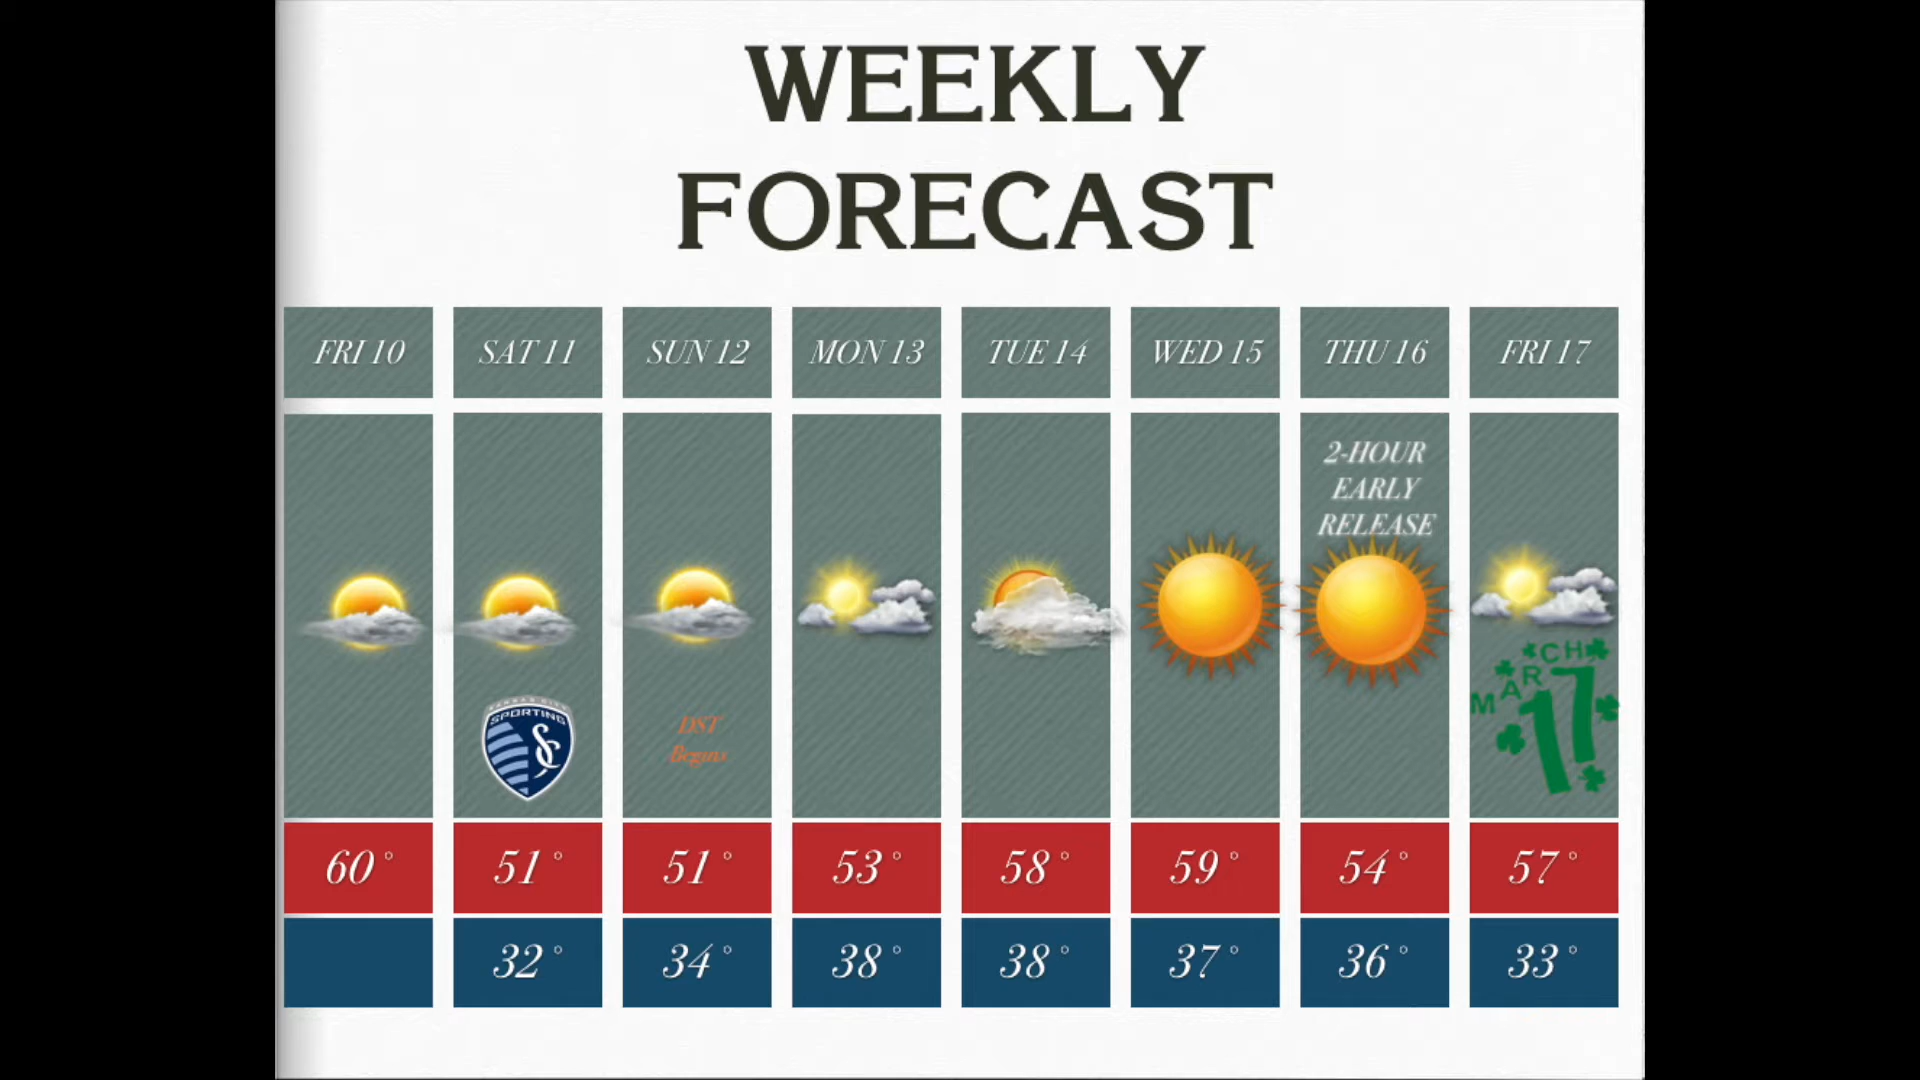 WEEKLY
FORECAST
FRI 10
SAT 11
SUN 12
MON 13
TUE 14
WED 15
THU 16
FRI 17
2-HOUR
EARLY
RELEASE
SPORTING
DST
Begins
MARCH
17
60°
51°
51°
53°
58°
59°
54°
57°
32°
34°
38°
38°
37°
36°
33°